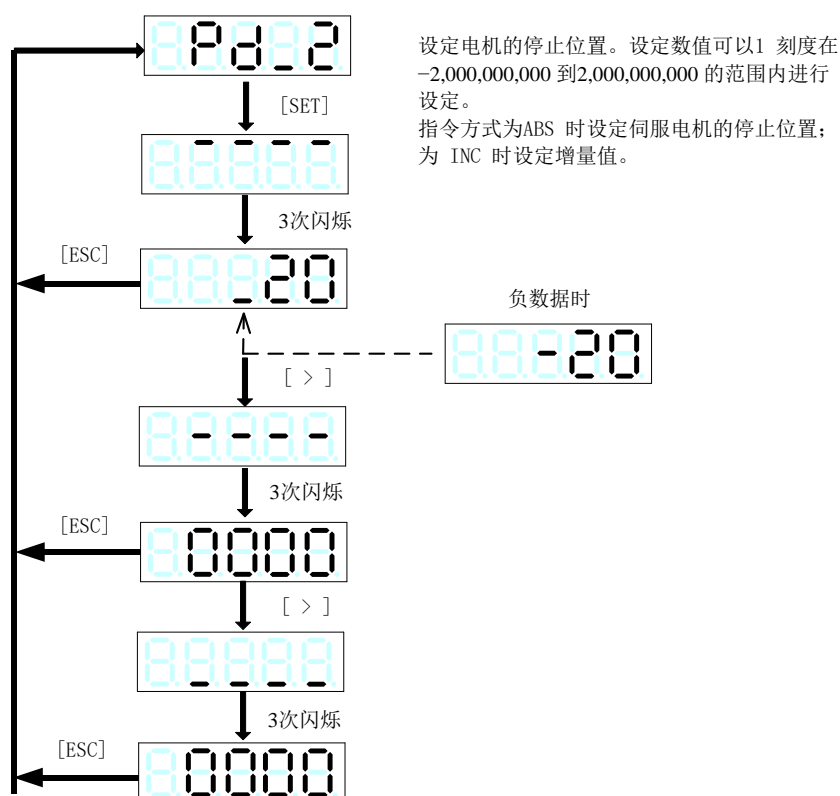 Pd_2
设定电机的停止位置。设定数值可以1 刻度在
-2,000,000,000 到2,000,000,000 的范围内进行
设定。
指令方式为ABS 时设定伺服电机的停止位置;
为 INC 时设定增量值。
[SET]
----
3次闪烁
[ESC]
_20
负数据时
-20
[ > ]
----
3次闪烁
[ESC]
0000
[ > ]
_ _ _ _
3次闪烁
[ESC]
0000